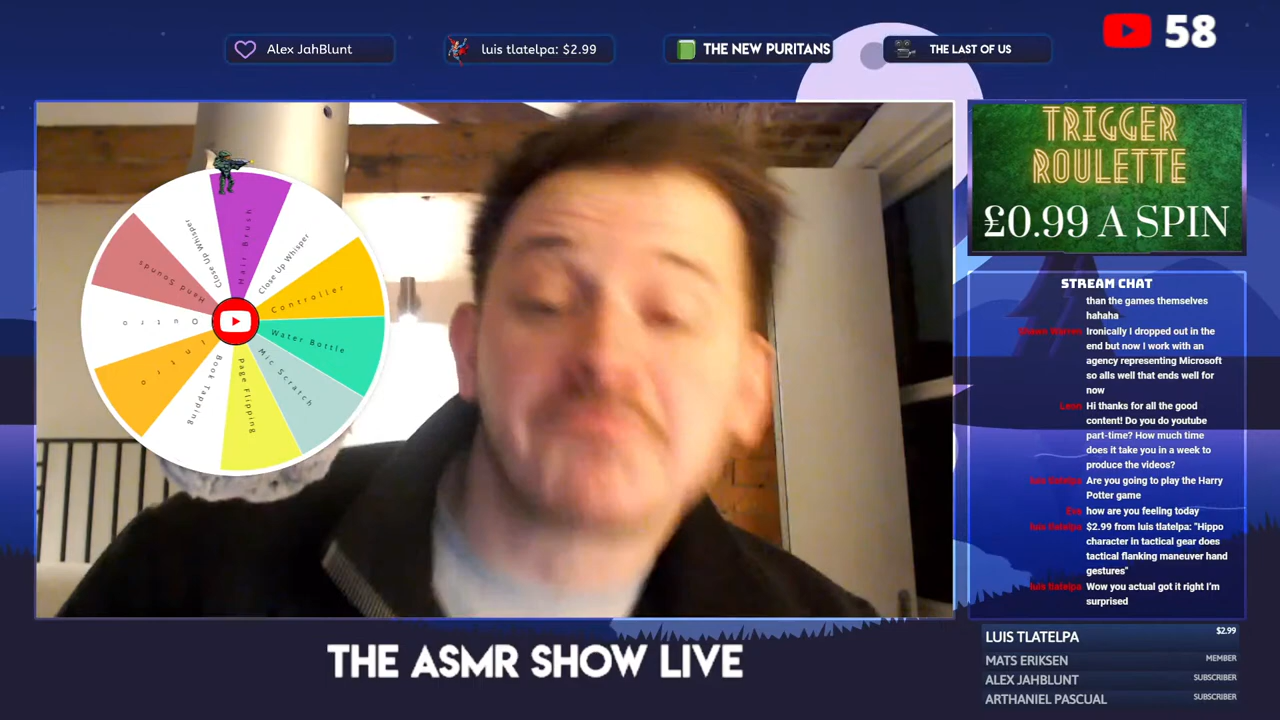 Alex JahBlunt
luis tlatelpa: $2.99
THE NEW PURITANS
THE LAST OF US
58
TRIGGER
ROULETTE
£0.99 A SPIN
Hair Brush
Close Up Whisper
Controller
Water Bottle
Mic Scratch
Page Flipping
Book Tapping
Intro
Outro
Hand Sounds
Close Up Whisper
STREAM CHAT
than the games themselves
hahaha
Ironically I dropped out in the
end but now I work with an
agency representing Microsoft
so alls well that ends well for
now
Hi thanks for all the good
content! Do you do youtube
part-time? How much time
does it take you in a week to
produce the videos?
luis tlatelpa Are you going to play the Harry
Potter game
Eve how are you feeling today
luis tlatelpa $2.99 from luis tlatelpa: "Hippo
character in tactical gear does
tactical flanking maneuver hand
gestures"
luis tlatelpa Wow you actual got it right I'm
surprised
THE ASMR SHOW LIVE
LUIS TLATELPA $2.99
MATS ERIKSEN MEMBER
ALEX JAHBLUNT SUBSCRIBER
ARTHANIEL PASCUAL SUBSCRIBER